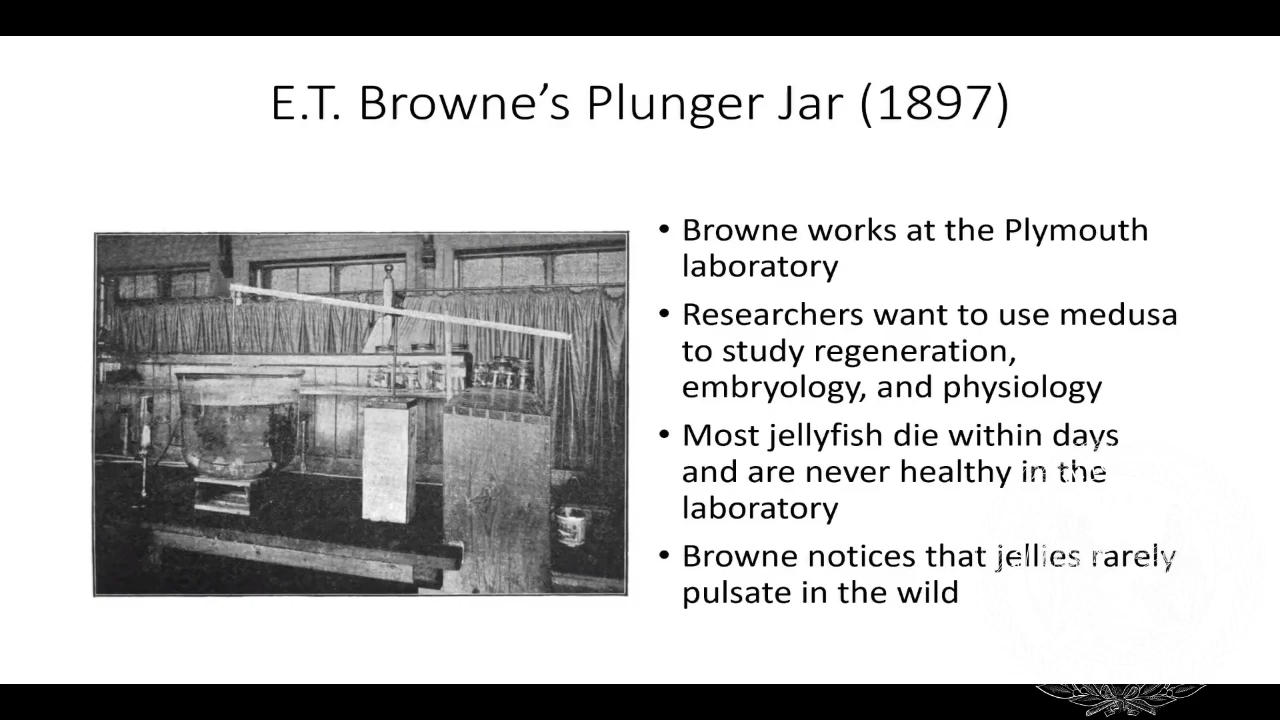 E.T. Browne’s Plunger Jar (1897)
• Browne works at the Plymouth
laboratory
• Researchers want to use medusa
to study regeneration,
embryology, and physiology
• Most jellyfish die within days
and are never healthy in the
laboratory
• Browne notices that jellies rarely
pulsate in the wild